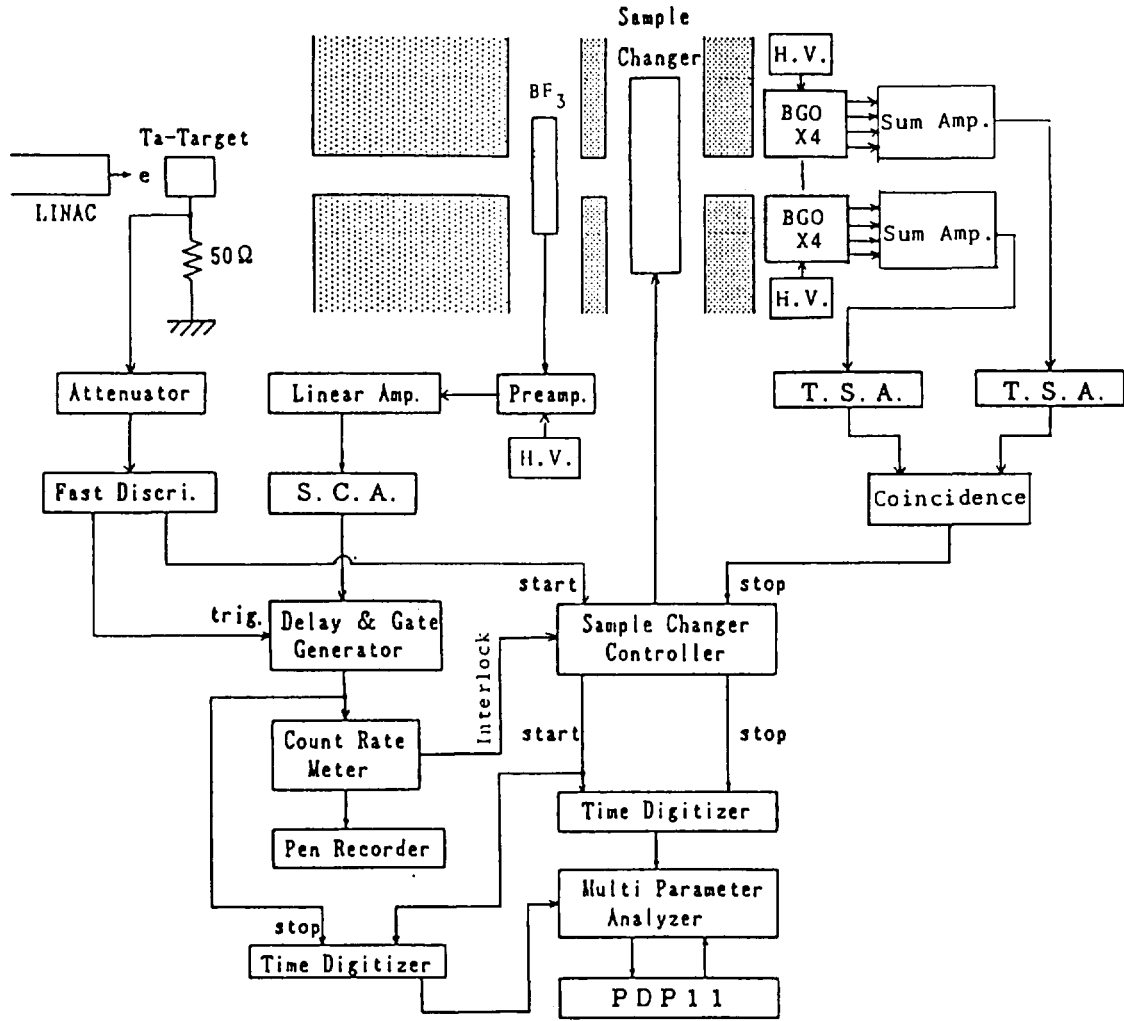 Sample
Changer
H.V.
BF3
BGO
X4
Sum Amp.
Ta-Target
e
LINAC
50Ω
BGO
X4
Sum Amp.
H.V.
Attenuator
Linear Amp.
Preamp.
T.S.A.
T.S.A.
H.V.
Fast Discri.
S.C.A.
Coincidence
start
stop
trig.
Delay & Gate
Generator
Sample Changer
Controller
Interlock
Count Rate
Meter
start
stop
Time Digitizer
Pen Recorder
Multi Parameter
Analyzer
stop
Time Digitizer
PDP11